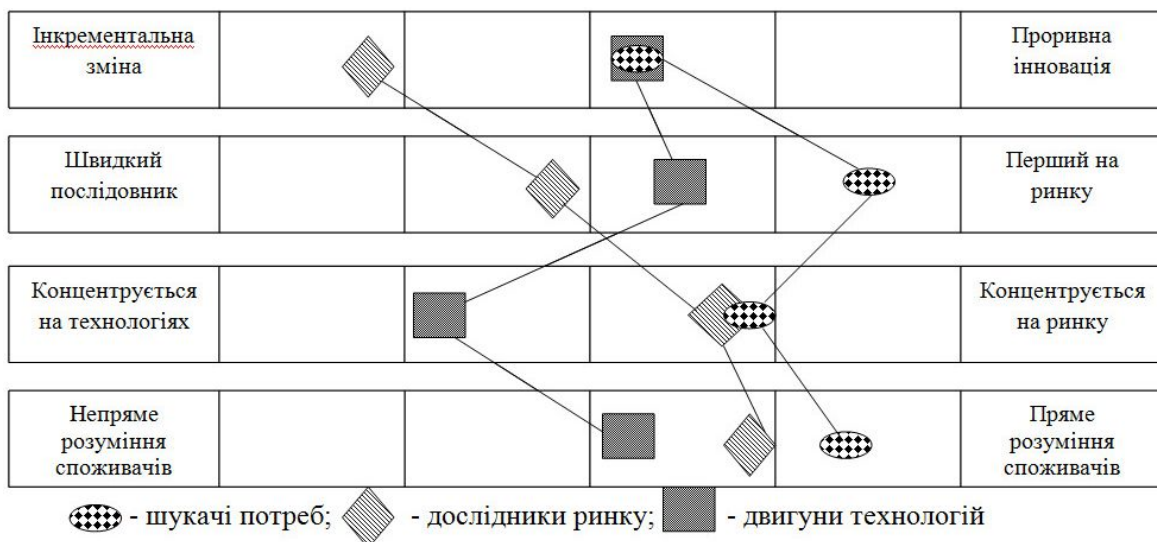 Інкрементальна
зміна
Проривна
інновація
Швидкий
послідовник
Перший на
ринку
Концентрується
на технологіях
Концентрується
на ринку
Непряме
розуміння
споживачів
Пряме
розуміння
споживачів
- шукачі потреб; - дослідники ринку; - двигуни технологій